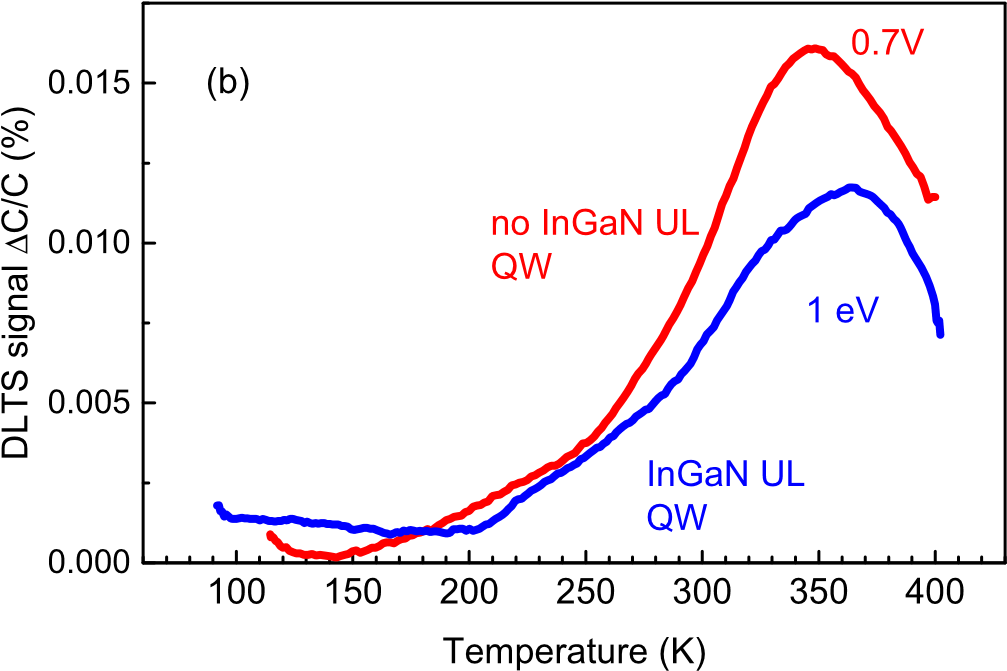 (b)
0.7V
0.015
0.010
0.005
0.000
DLTS signal ΔC/C (%)
no InGaN UL
QW
1 eV
InGaN UL
QW
100 150 200 250 300 350 400
Temperature (K)